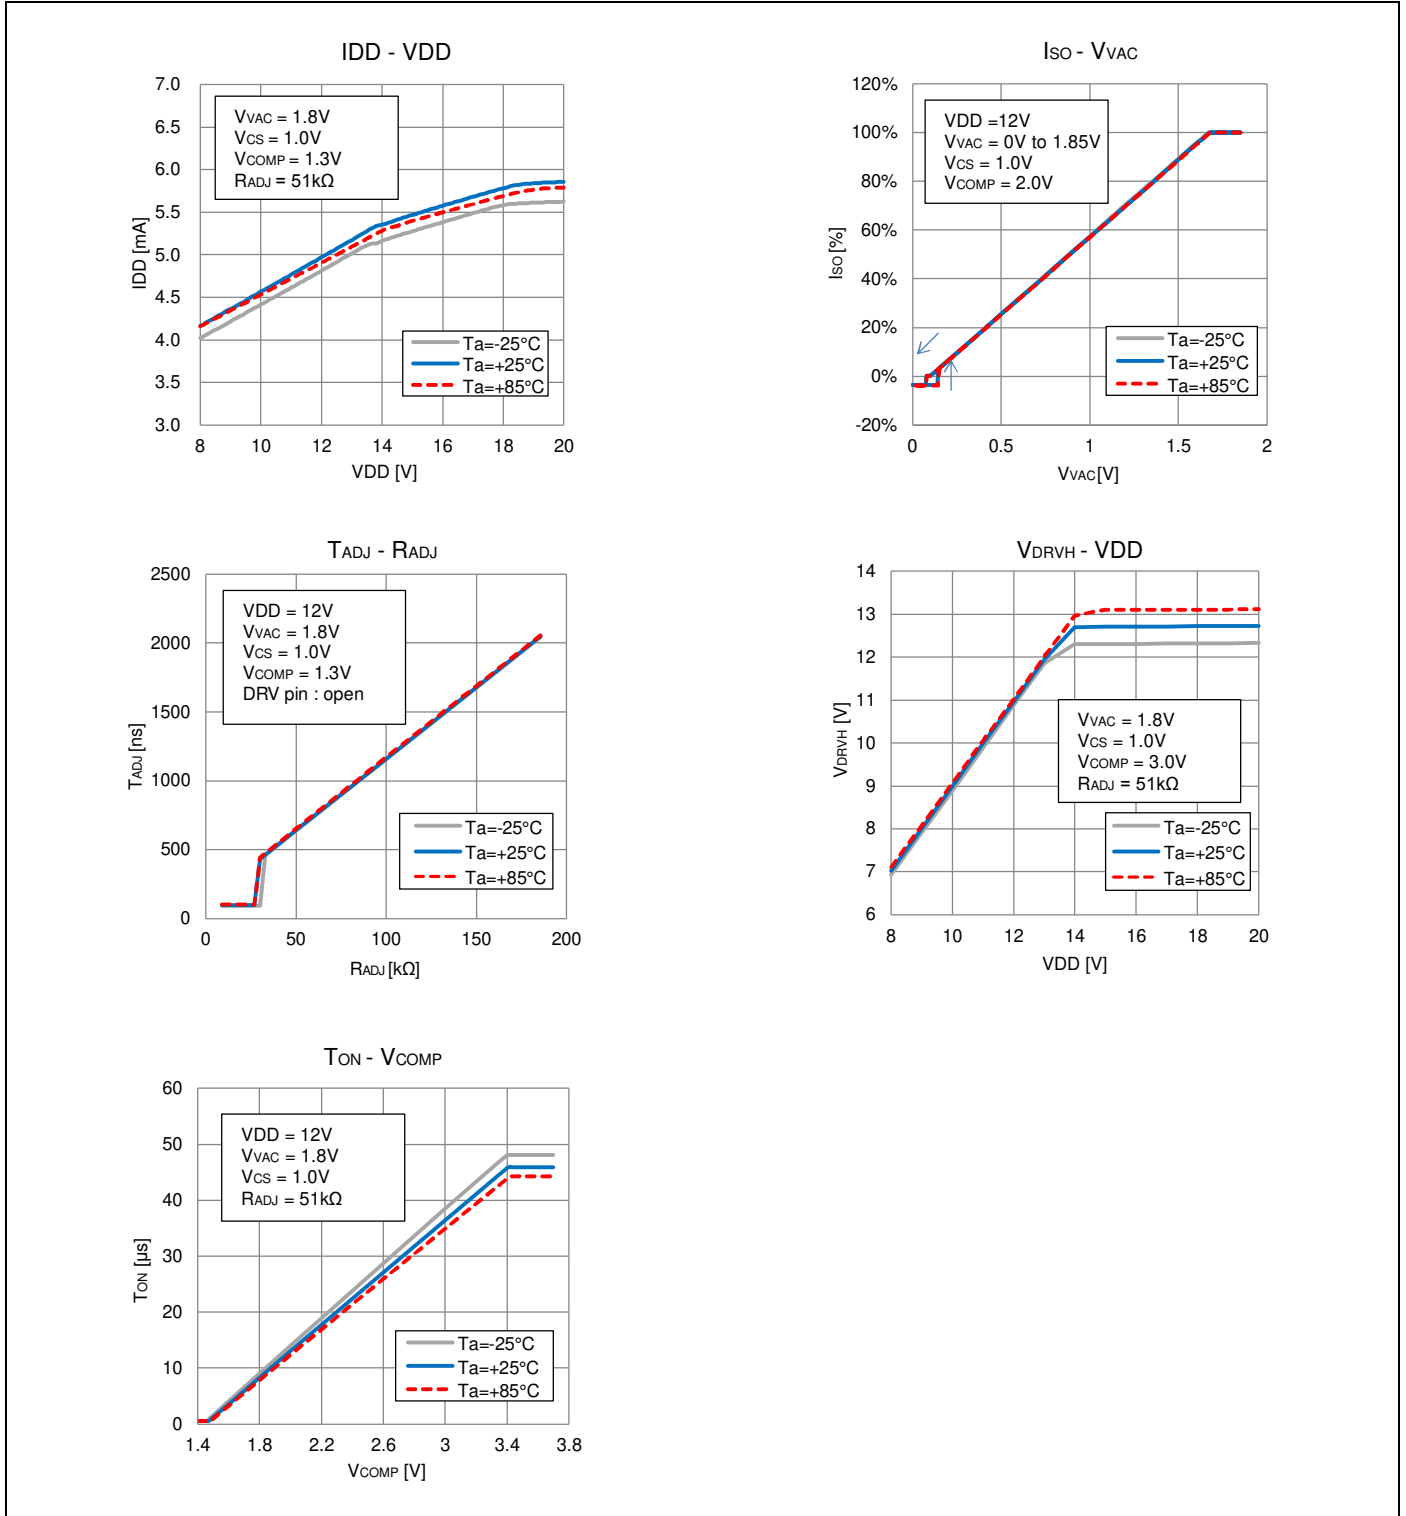 IDD - VDD
7.0
6.5
6.0
5.5
5.0
4.5
4.0
3.5
3.0
IDD [mA]
VVAC = 1.8V
VCS = 1.0V
VCOMP = 1.3V
RADJ = 51kΩ
Ta=-25°C
Ta=+25°C
Ta=+85°C
8 10 12 14 16 18 20
VDD [V]
ISO - VVAC
120%
100%
80%
60%
40%
20%
0%
-20%
ISO [%]
VDD =12V
VVAC = 0V to 1.85V
VCS = 1.0V
VCOMP = 2.0V
Ta=-25°C
Ta=+25°C
Ta=+85°C
0 0.5 1 1.5 2
VVAC [V]
TADJ - RADJ
2500
2000
1500
1000
500
0
TADJ [ns]
VDD = 12V
VVAC = 1.8V
VCS = 1.0V
VCOMP = 1.3V
DRV pin : open
Ta=-25°C
Ta=+25°C
Ta=+85°C
0 50 100 150 200
RADJ [kΩ]
VDRVH - VDD
14
13
12
11
10
9
8
7
6
VDRVH [V]
VVAC = 1.8V
VCS = 1.0V
VCOMP = 3.0V
RADJ = 51kΩ
Ta=-25°C
Ta=+25°C
Ta=+85°C
8 10 12 14 16 18 20
VDD [V]
TON - VCOMP
60
50
40
30
20
10
0
TON [µs]
VDD = 12V
VVAC = 1.8V
VCS = 1.0V
RADJ = 51kΩ
Ta=-25°C
Ta=+25°C
Ta=+85°C
1.4 1.8 2.2 2.6 3 3.4 3.8
VCOMP [V]